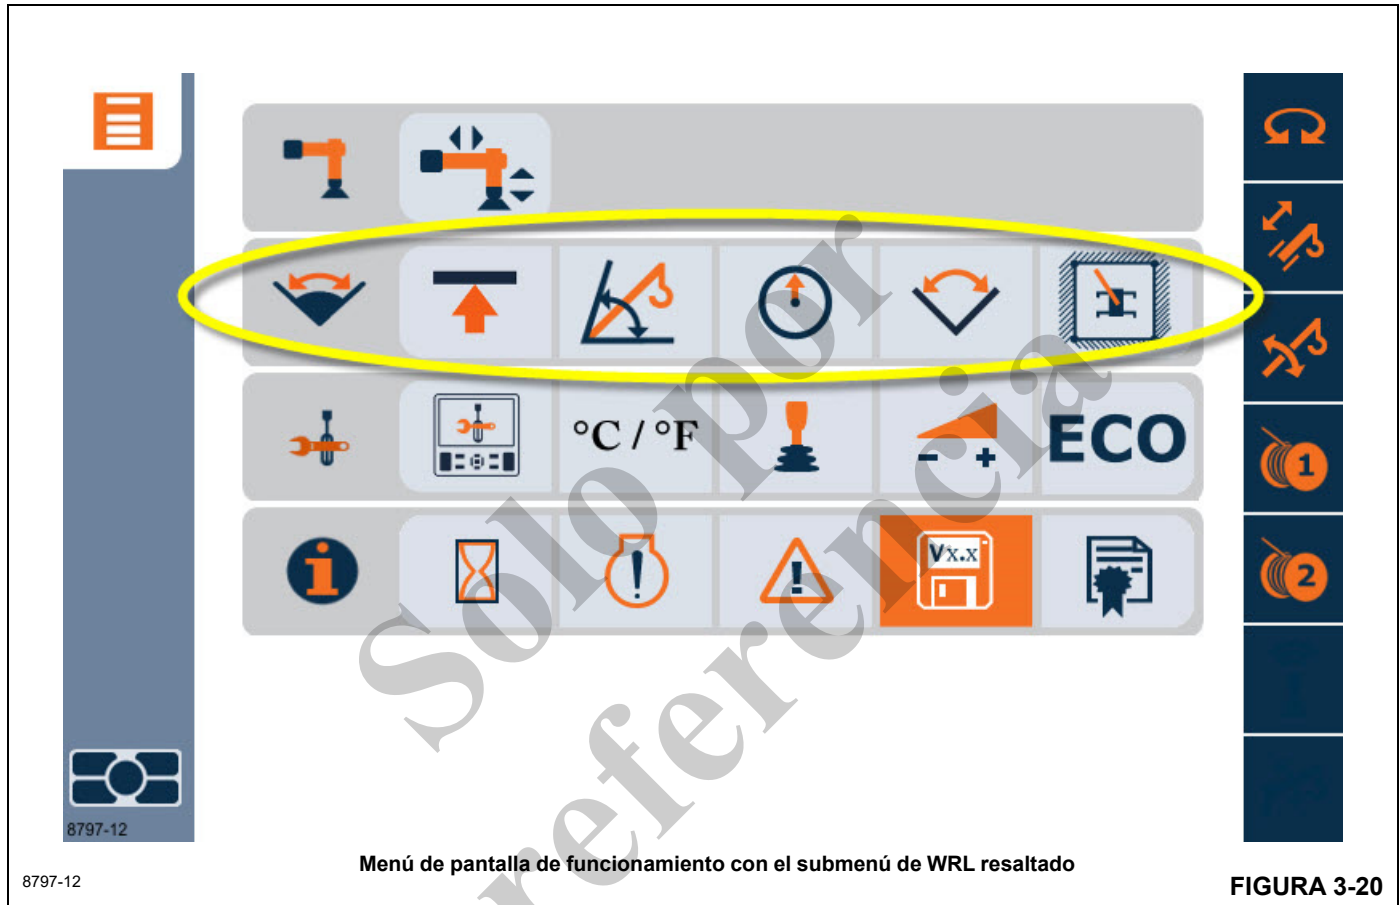 °C / °F
ECO
1
2
i
!
!
Vx.x
- +
8797-12
Menú de pantalla de funcionamiento con el submenú de WRL resaltado
8797-12
FIGURA 3-20
Solo por
referencia